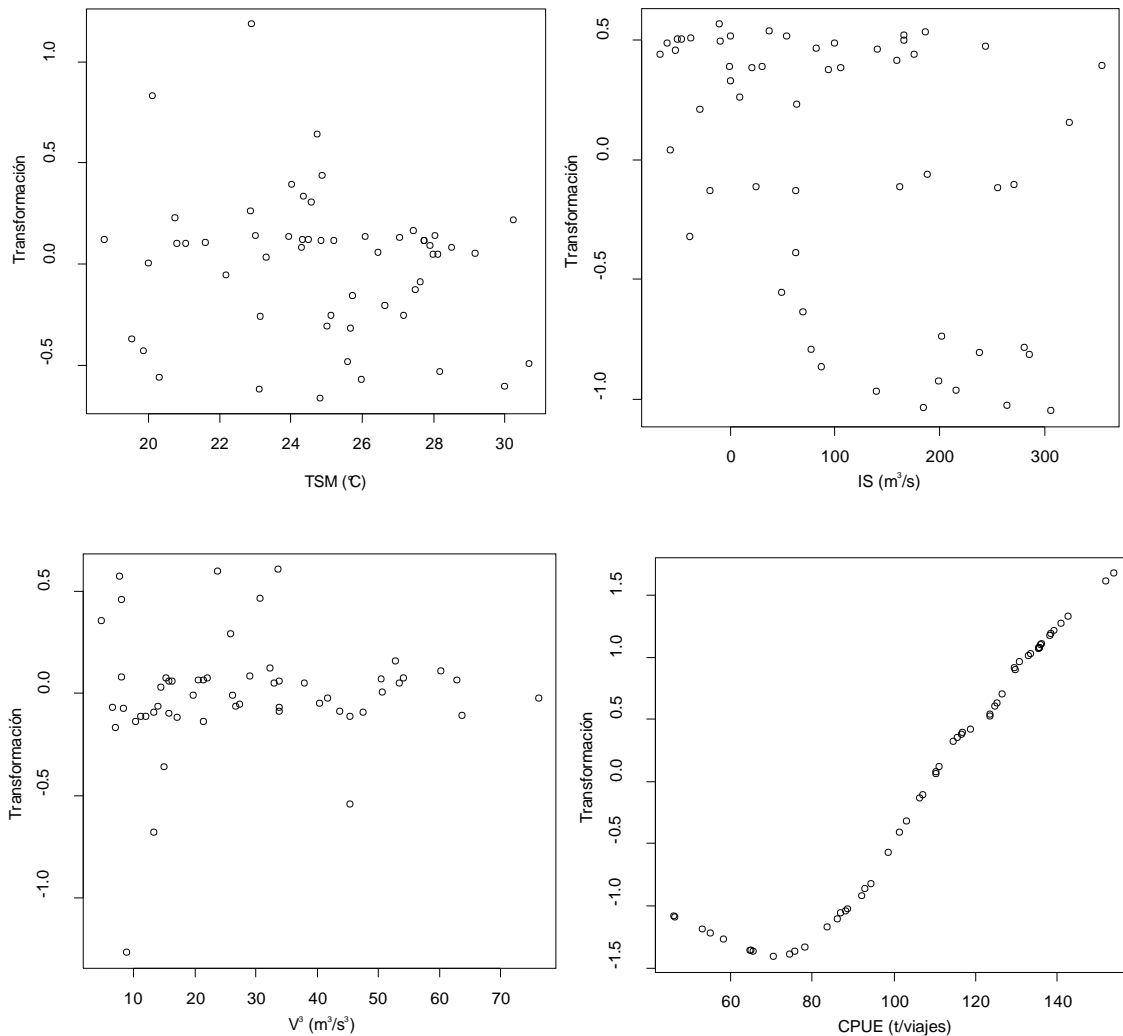 Transformación
1.0
0.5
0.0
-0.5
20 22 24 26 28 30
TSM (°C)
Transformación
0.5
0.0
-0.5
-1.0
0 100 200 300
IS (m³/s)
Transformación
0.5
0.0
-0.5
-1.0
10 20 30 40 50 60 70
V³ (m³/s³)
Transformación
1.5
1.0
0.5
0.0
-0.5
-1.0
-1.5
60 80 100 120 140
CPUE (t/viajes)